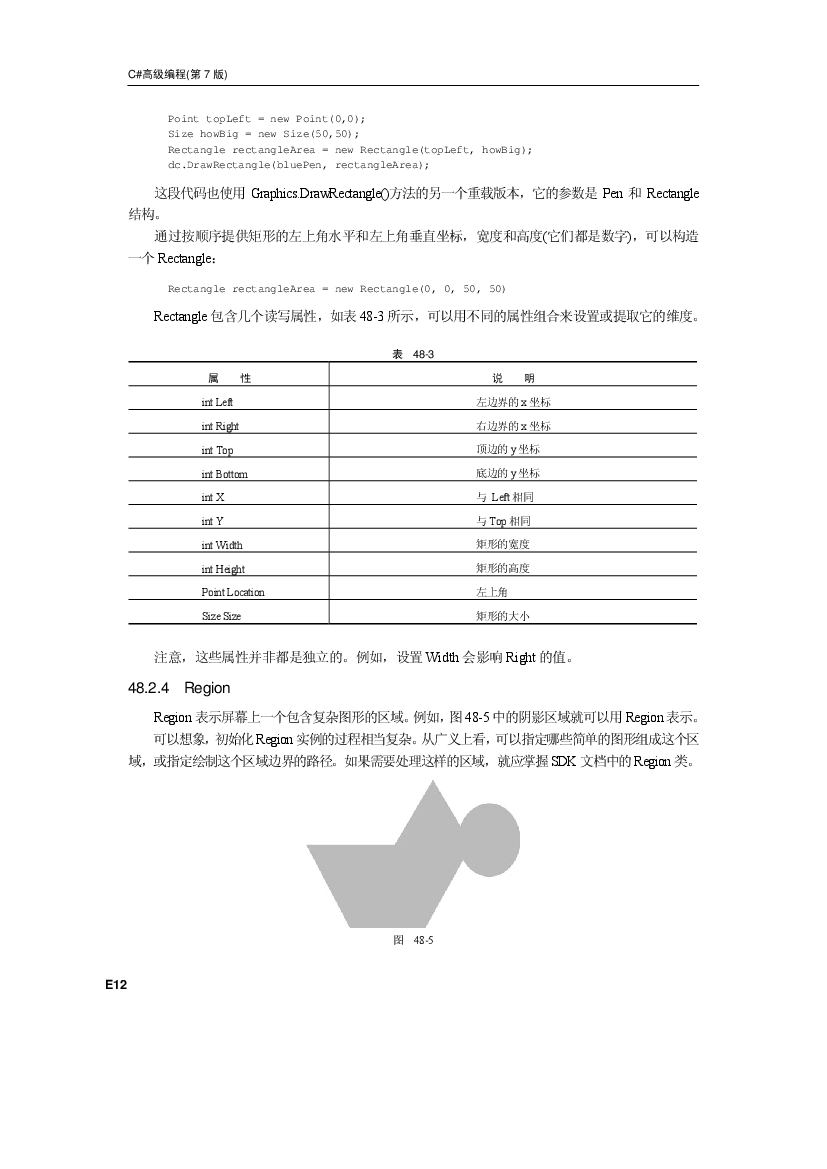 C#高级编程(第 7 版)
Point topLeft = new Point(0,0);
Size howBig = new Size(50,50);
Rectangle rectangleArea = new Rectangle(topLeft, howBig);
dc.DrawRectangle(bluePen, rectangleArea);
这段代码也使用 Graphics.DrawRectangle()方法的另一个重载版本，它的参数是 Pen 和 Rectangle
结构。
通过按顺序提供矩形的左上角水平和左上角垂直坐标，宽度和高度(它们都是数字)，可以构造
一个 Rectangle：
Rectangle rectangleArea = new Rectangle(0, 0, 50, 50)
Rectangle 包含几个读写属性，如表 48-3 所示，可以用不同的属性组合来设置或提取它的维度。
表 48-3
属 性 说 明
int Left 左边界的 x 坐标
int Right 右边界的 x 坐标
int Top 顶边的 y 坐标
int Bottom 底边的 y 坐标
int X 与 Left 相同
int Y 与 Top 相同
int Width 矩形的宽度
int Height 矩形的高度
Point Location 左上角
Size Size 矩形的大小
注意，这些属性并非都是独立的。例如，设置 Width 会影响 Right 的值。
48.2.4 Region
Region 表示屏幕上一个包含复杂图形的区域。例如，图 48-5 中的阴影区域就可以用 Region 表示。
可以想象，初始化 Region 实例的过程相当复杂。从广义上看，可以指定哪些简单的图形组成这个区
域，或指定绘制这个区域边界的路径。如果需要处理这样的区域，就应掌握 SDK 文档中的 Region 类。
图 48-5
E12